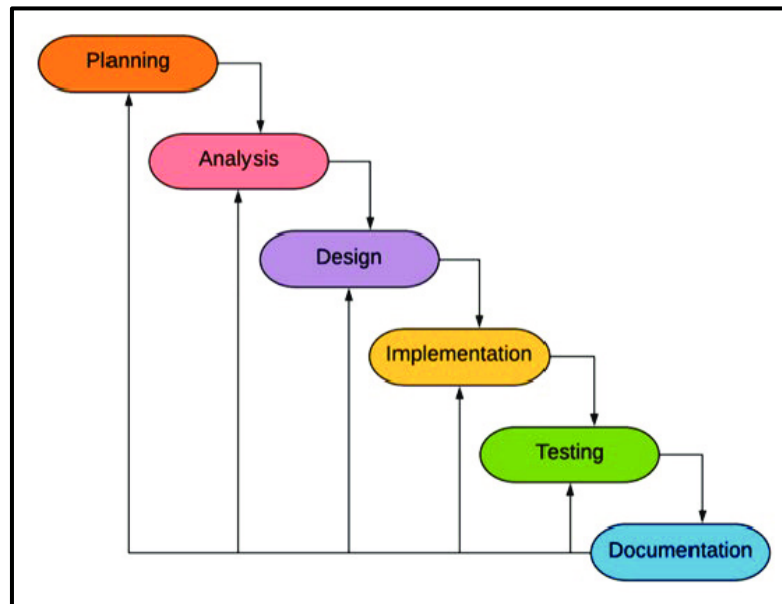 Planning
Analysis
Design
Implementation
Testing
Documentation